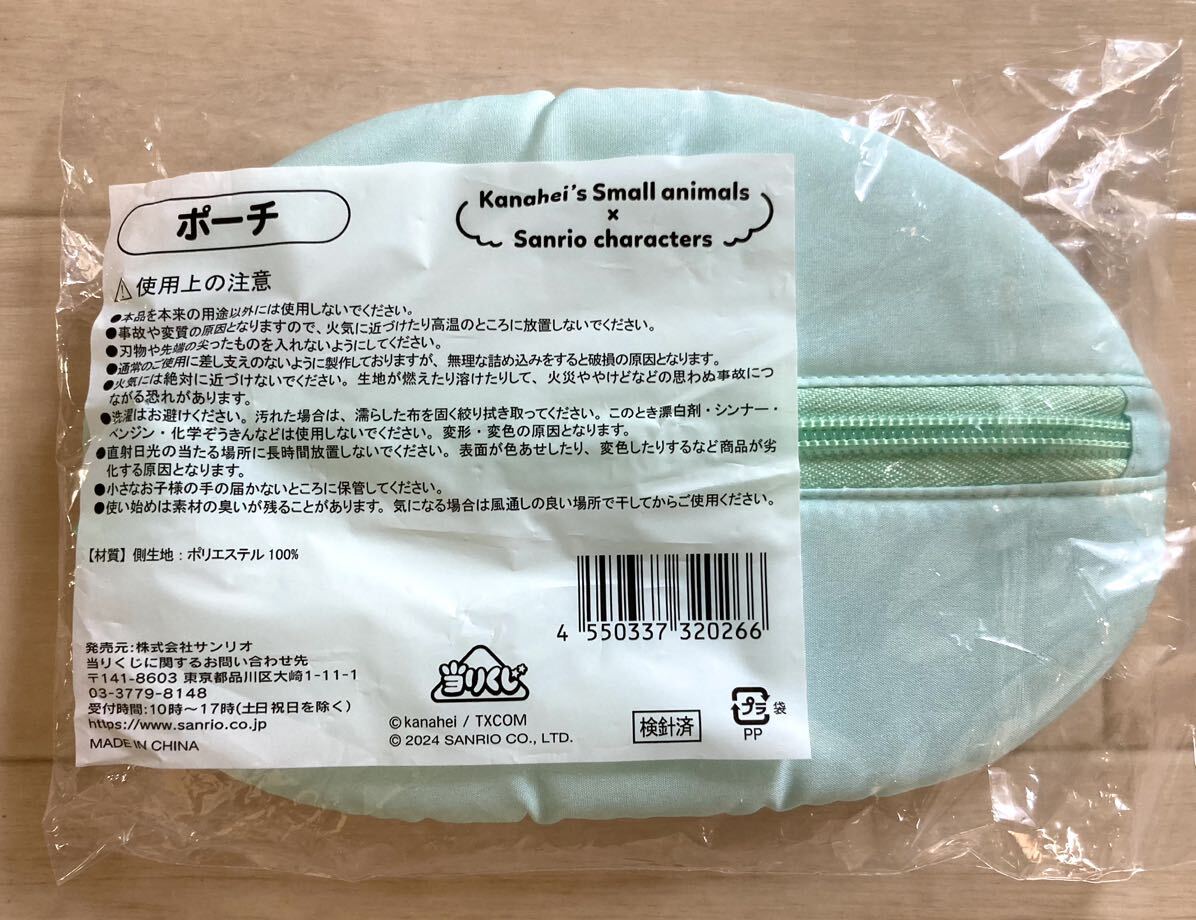 ポーチ
Kanahei's Small animals
×
Sanrio characters
⚠使用上の注意
●本品を本来の用途以外には使用しないでください。
●事故や変質の原因となりますので、火気に近づけたり高温のところに放置しないでください。
●刃物や先端の尖ったものを入れないようにしてください。
●通常のご使用に差し支えのないように製作しておりますが、無理な詰め込みをすると破損の原因となります。
●火気には絶対に近づけないでください。生地が燃えたり溶けたりして、火災ややけどなどの思わぬ事故につ
ながる恐れがあります。
●洗濯はお避けください。汚れた場合は、濡らした布を固く絞り拭き取ってください。このとき漂白剤・シンナー・
ベンジン・化学ぞうきんなどは使用しないでください。変形・変色の原因となります。
●直射日光の当たる場所に長時間放置しないでください。表面が色あせしたり、変色したりするなど商品が劣
化する原因となります。
●小さなお子様の手の届かないところに保管してください。
●使い始めは素材の臭いが残ることがあります。気になる場合は風通しの良い場所で干してからご使用ください。
【材質】側生地：ポリエステル100%
4 550337 320266
発売元:株式会社サンリオ
当りくじに関するお問い合わせ先
〒141-8603 東京都品川区大崎1-11-1
03-3779-8148
受付時間:10時〜17時(土日祝日を除く)
https://www.sanrio.co.jp
MADE IN CHINA
当りくじ
©kanahei / TXCOM
© 2024 SANRIO CO., LTD.
検針済
プラ 袋
PP